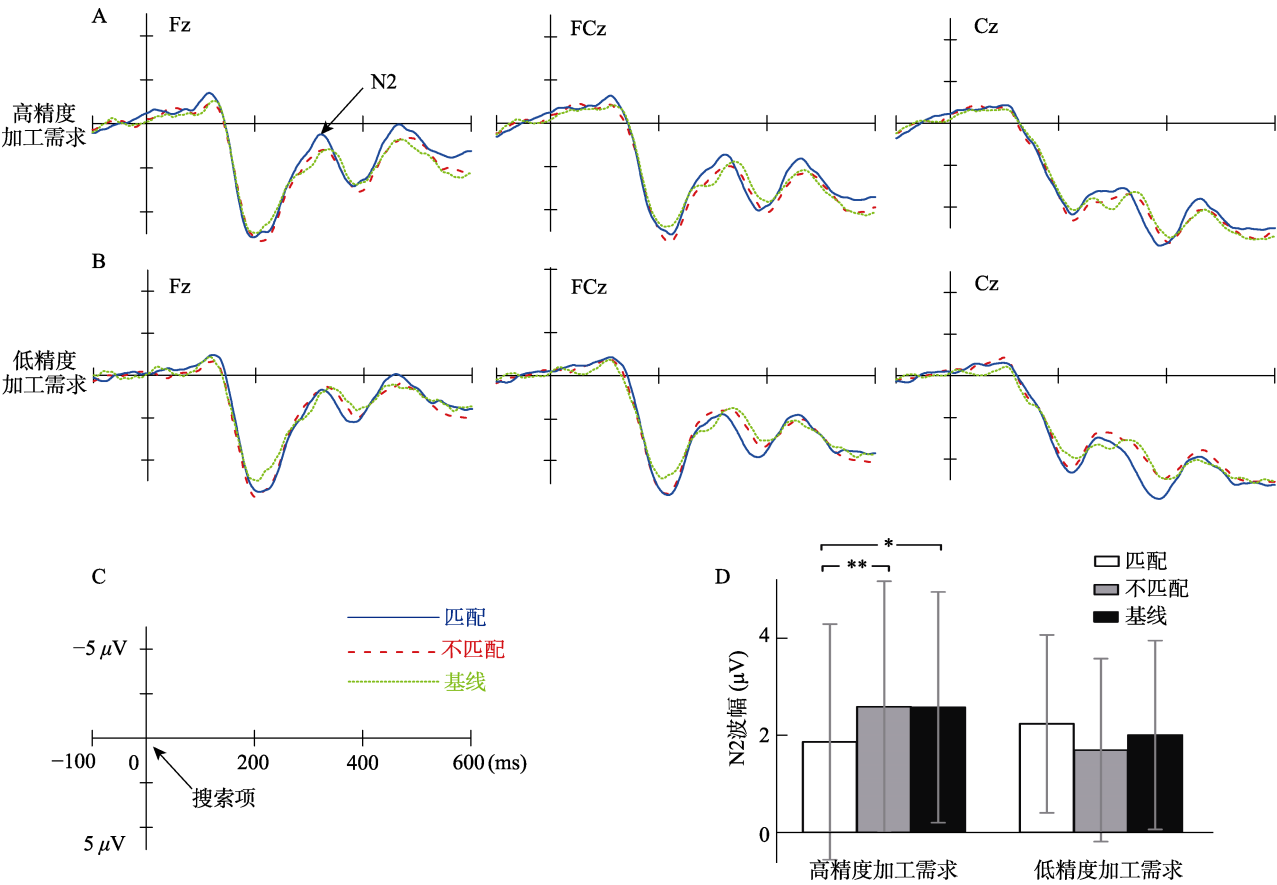 A
Fz
FCz
Cz
N2
高精度
加工需求
B
Fz
FCz
Cz
低精度
加工需求
C
−5 μV
−100
0
200
400
600 (ms)
搜索项
5 μV
匹配
不匹配
基线
D
*
**
匹配
不匹配
基线
N2波幅 (μV)
4
2
0
高精度加工需求
低精度加工需求